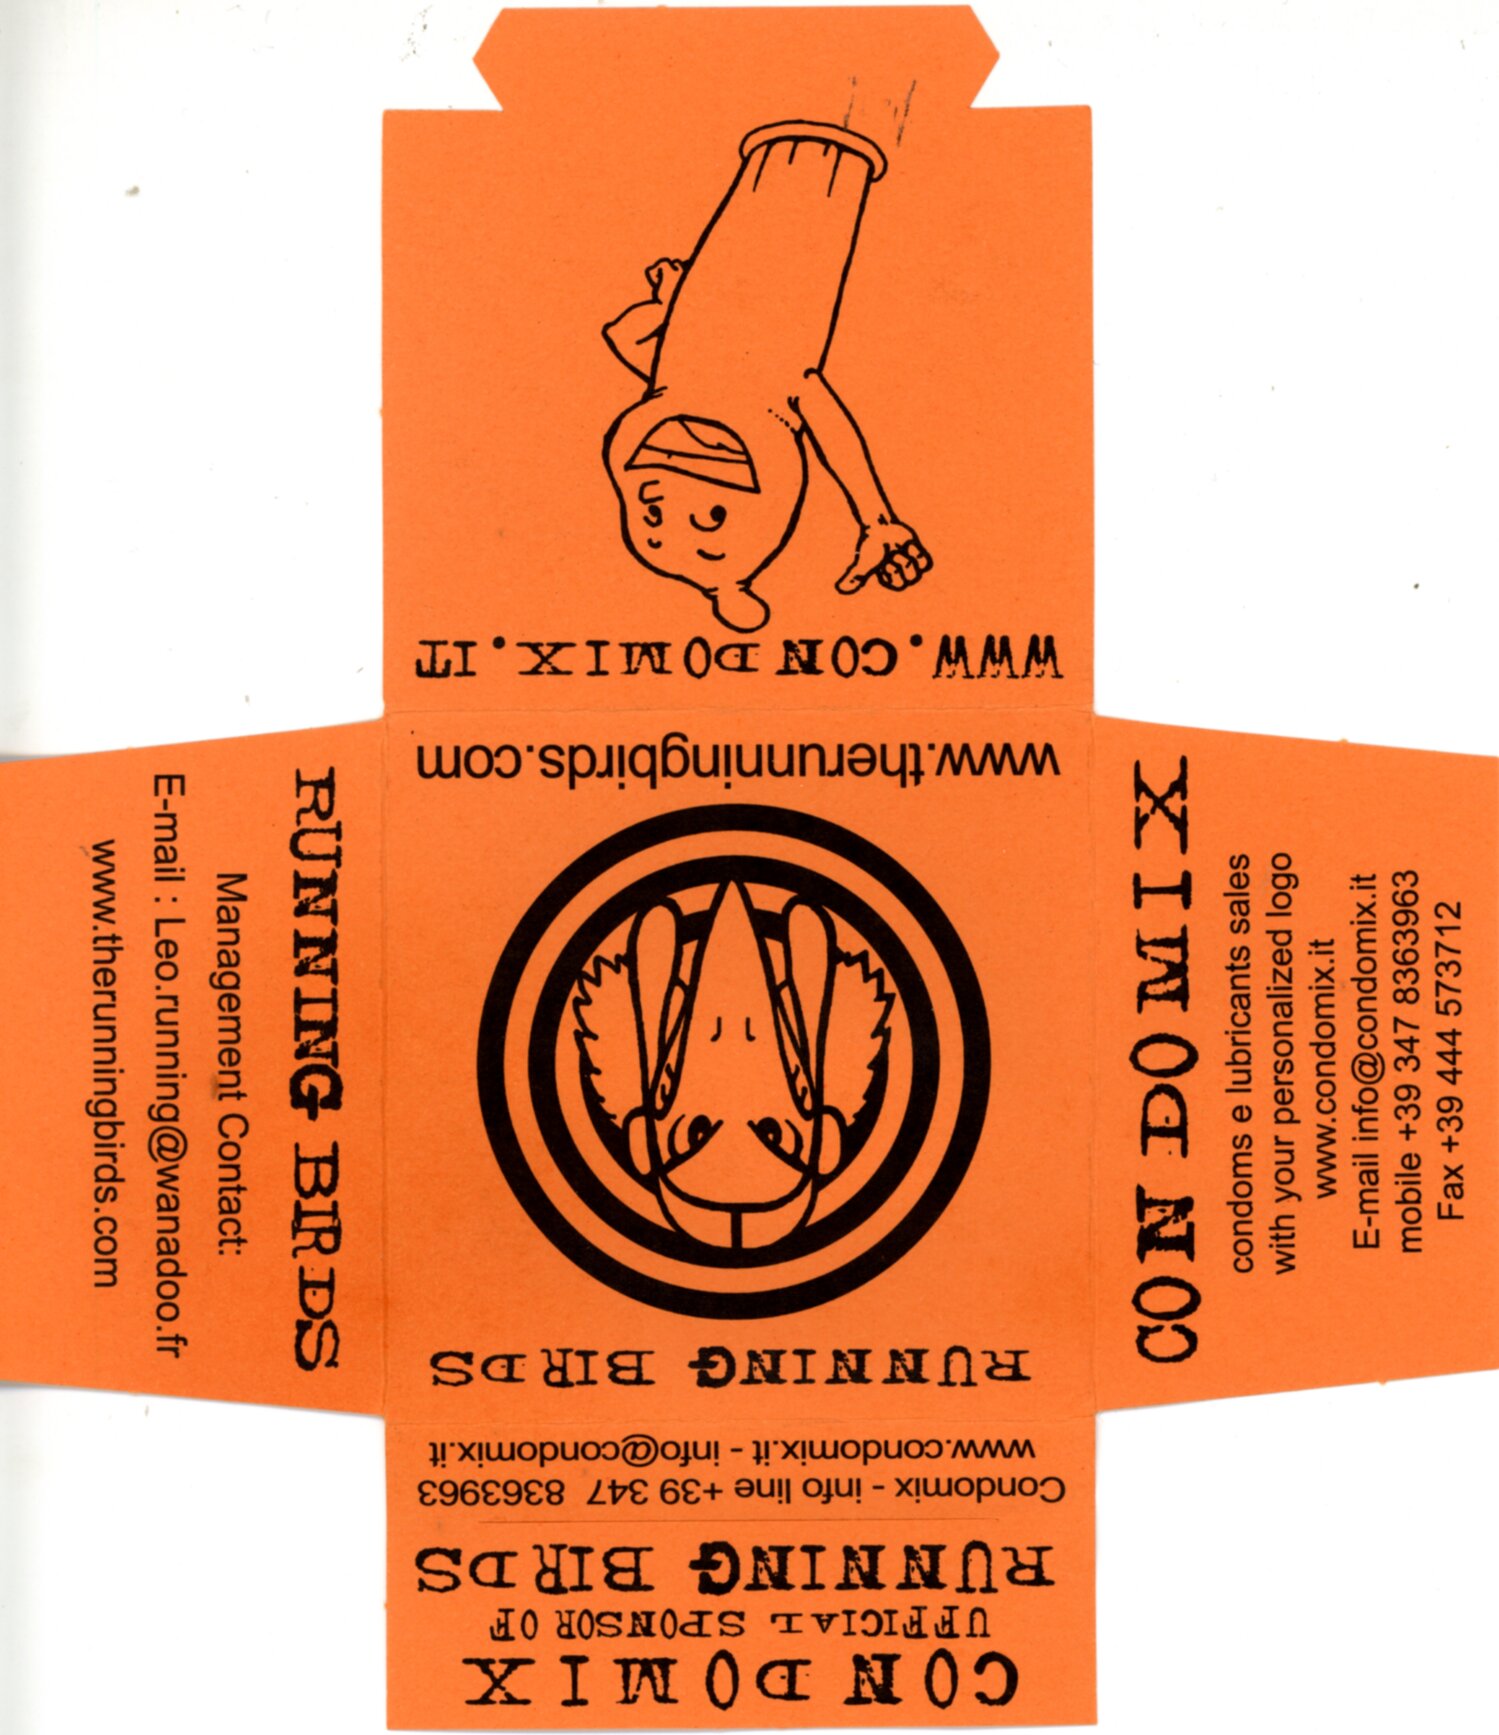 CONDOMIX
UFFICIAL SPONSOR OF
RUNNING BIRDS
Condomix - info line +39 347 8363963
www.condomix.it - info@condomix.it
RUNNING BIRDS
www.therunningbirds.com
WWW.CONDOMIX.IT
CONDOMIX
condoms e lubricants sales
with your personalized logo
www.condomix.it
E-mail info@condomix.it
mobile +39 347 8363963
Fax +39 444 573712
RUNNING BIRDS
Management Contact:
E-mail : Leo.running@wanadoo.fr
www.therunningbirds.com